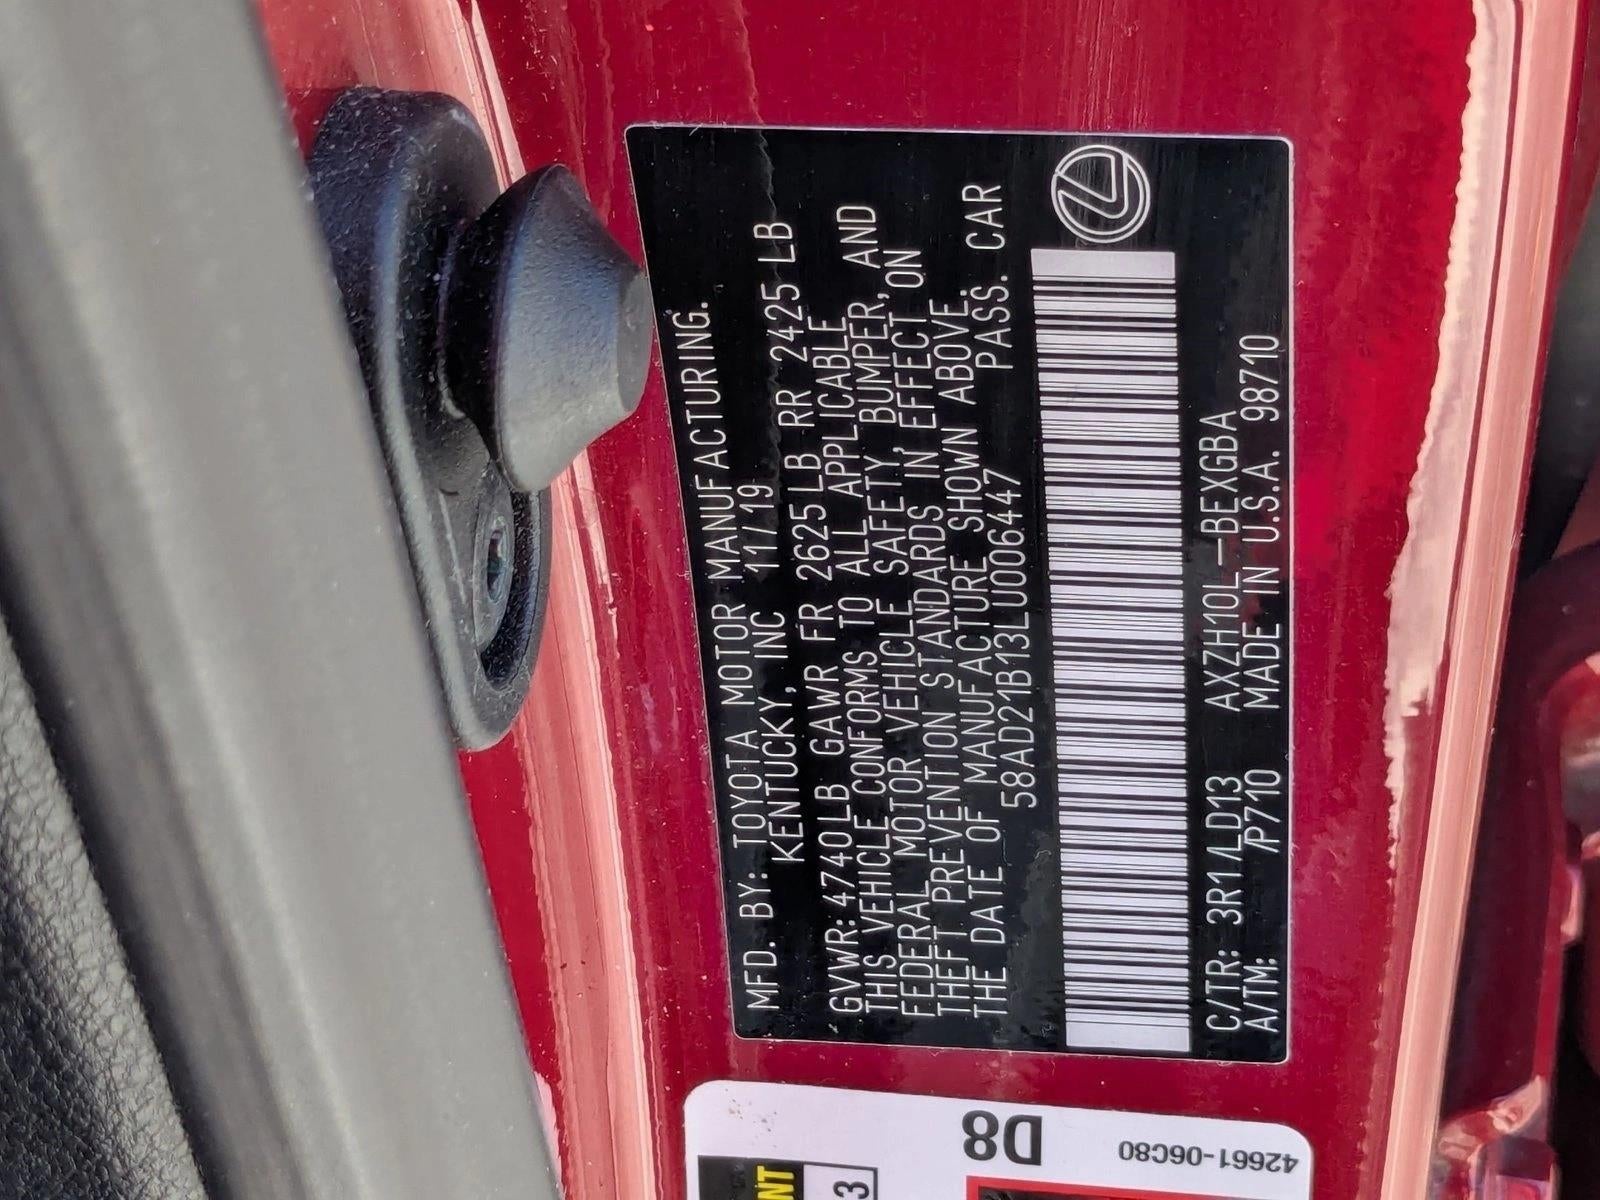 MFD. BY: TOYOTA MOTOR MANUFACTURING.
KENTUCKY, INC 11/19
GVWR: 4740LB GAWR FR 2625LB RR 2425LB
THIS VEHICLE CONFORMS TO ALL APPLICABLE
FEDERAL MOTOR VEHICLE SAFETY, BUMPER, AND
THEFT PREVENTION STANDARDS IN EFFECT ON
THE DATE OF MANUFACTURE SHOWN ABOVE.
58AD21B13LU006447 PASS. CAR
C/TR: 3R1/LD13 AXZH10L-BEXGBA
A/TM: /P710 MADE IN U.S.A. 98710
D8
42661-06C80
3